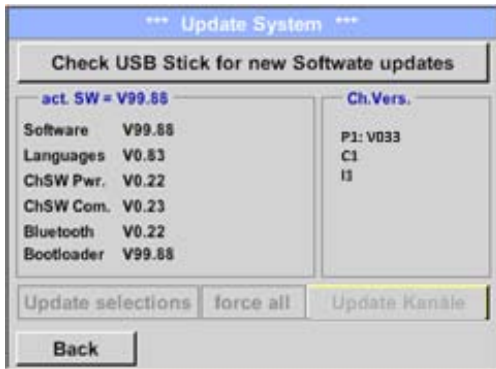 *** Update System ***
Check USB Stick for new Softwate updates
act. SW = V99.88
Software V99.88
Languages V0.83
ChSW Pwr. V0.22
ChSW Com. V0.23
Bluetooth V0.22
Bootloader V99.88
Ch.Vers.
P1: V033
C1
I1
Update selections
force all
Update Kanäle
Back